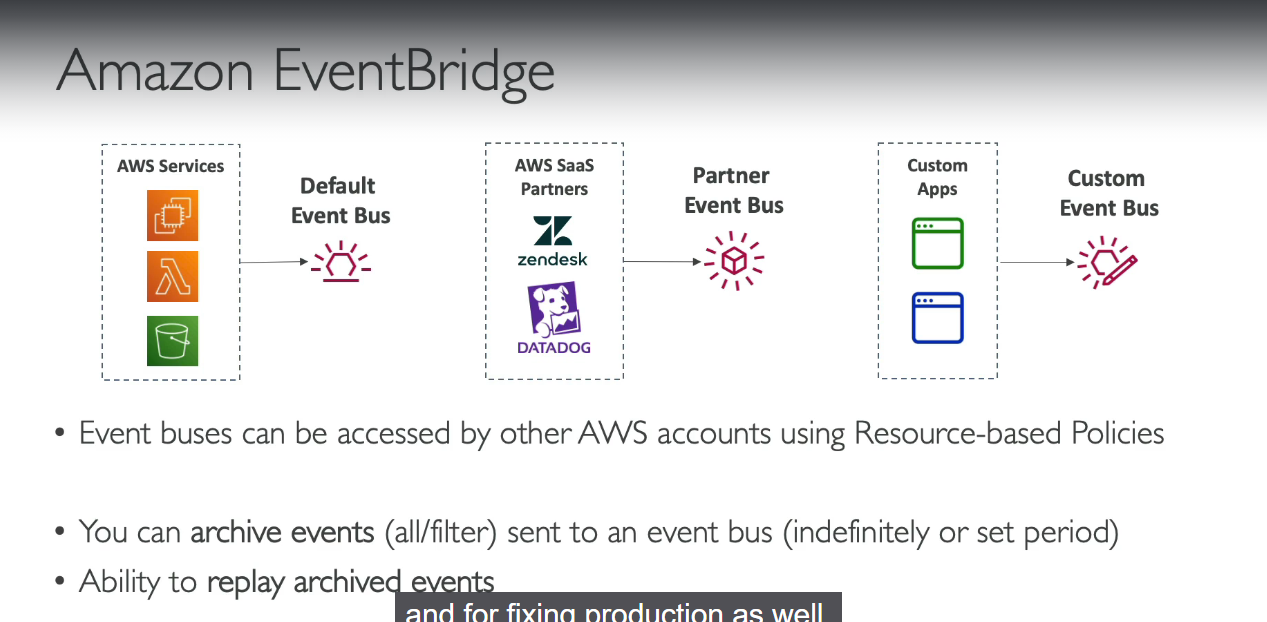 Amazon EventBridge
AWS Services
Default
Event Bus
AWS SaaS
Partners
zendesk
DATADOG
Partner
Event Bus
Custom
Apps
Custom
Event Bus
• Event buses can be accessed by other AWS accounts using Resource-based Policies
• You can archive events (all/filter) sent to an event bus (indefinitely or set period)
• Ability to replay archived events
and for fixing production as well